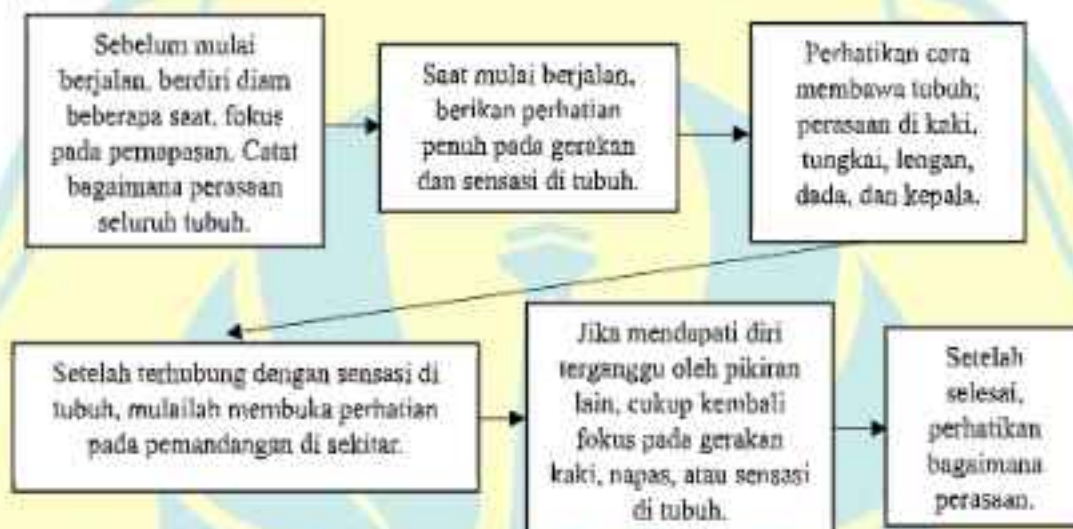 Sebelum mulai
berjalan, berdiri diam
beberapa saat, fokus
pada pernapasan. Catat
bagaimana perasaan
seluruh tubuh.
Saat mulai berjalan,
berikan perhatian
penuh pada gerakan
dan sensasi di tubuh.
Perhatikan cara
membawa tubuh;
perasaan di kaki,
tungkai, lengan,
dada, dan kepala.
Setelah terhubung dengan sensasi di
tubuh, mulailah membuka perhatian
pada pemandangan di sekitar.
Jika mendapati diri
terganggu oleh pikiran
lain, cukup kembali
fokus pada gerakan
kaki, napas, atau sensasi
di tubuh.
Setelah
selesai,
perhatikan
bagaimana
perasaan.